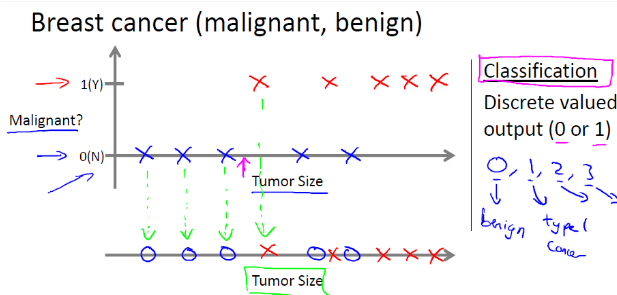 Breast cancer (malignant, benign)
1(Y)
Malignant?
0(N)
Tumor Size
Tumor Size
Classification
Discrete valued
output (0 or 1)
0, 1, 2, 3
benign
type 1
cancer